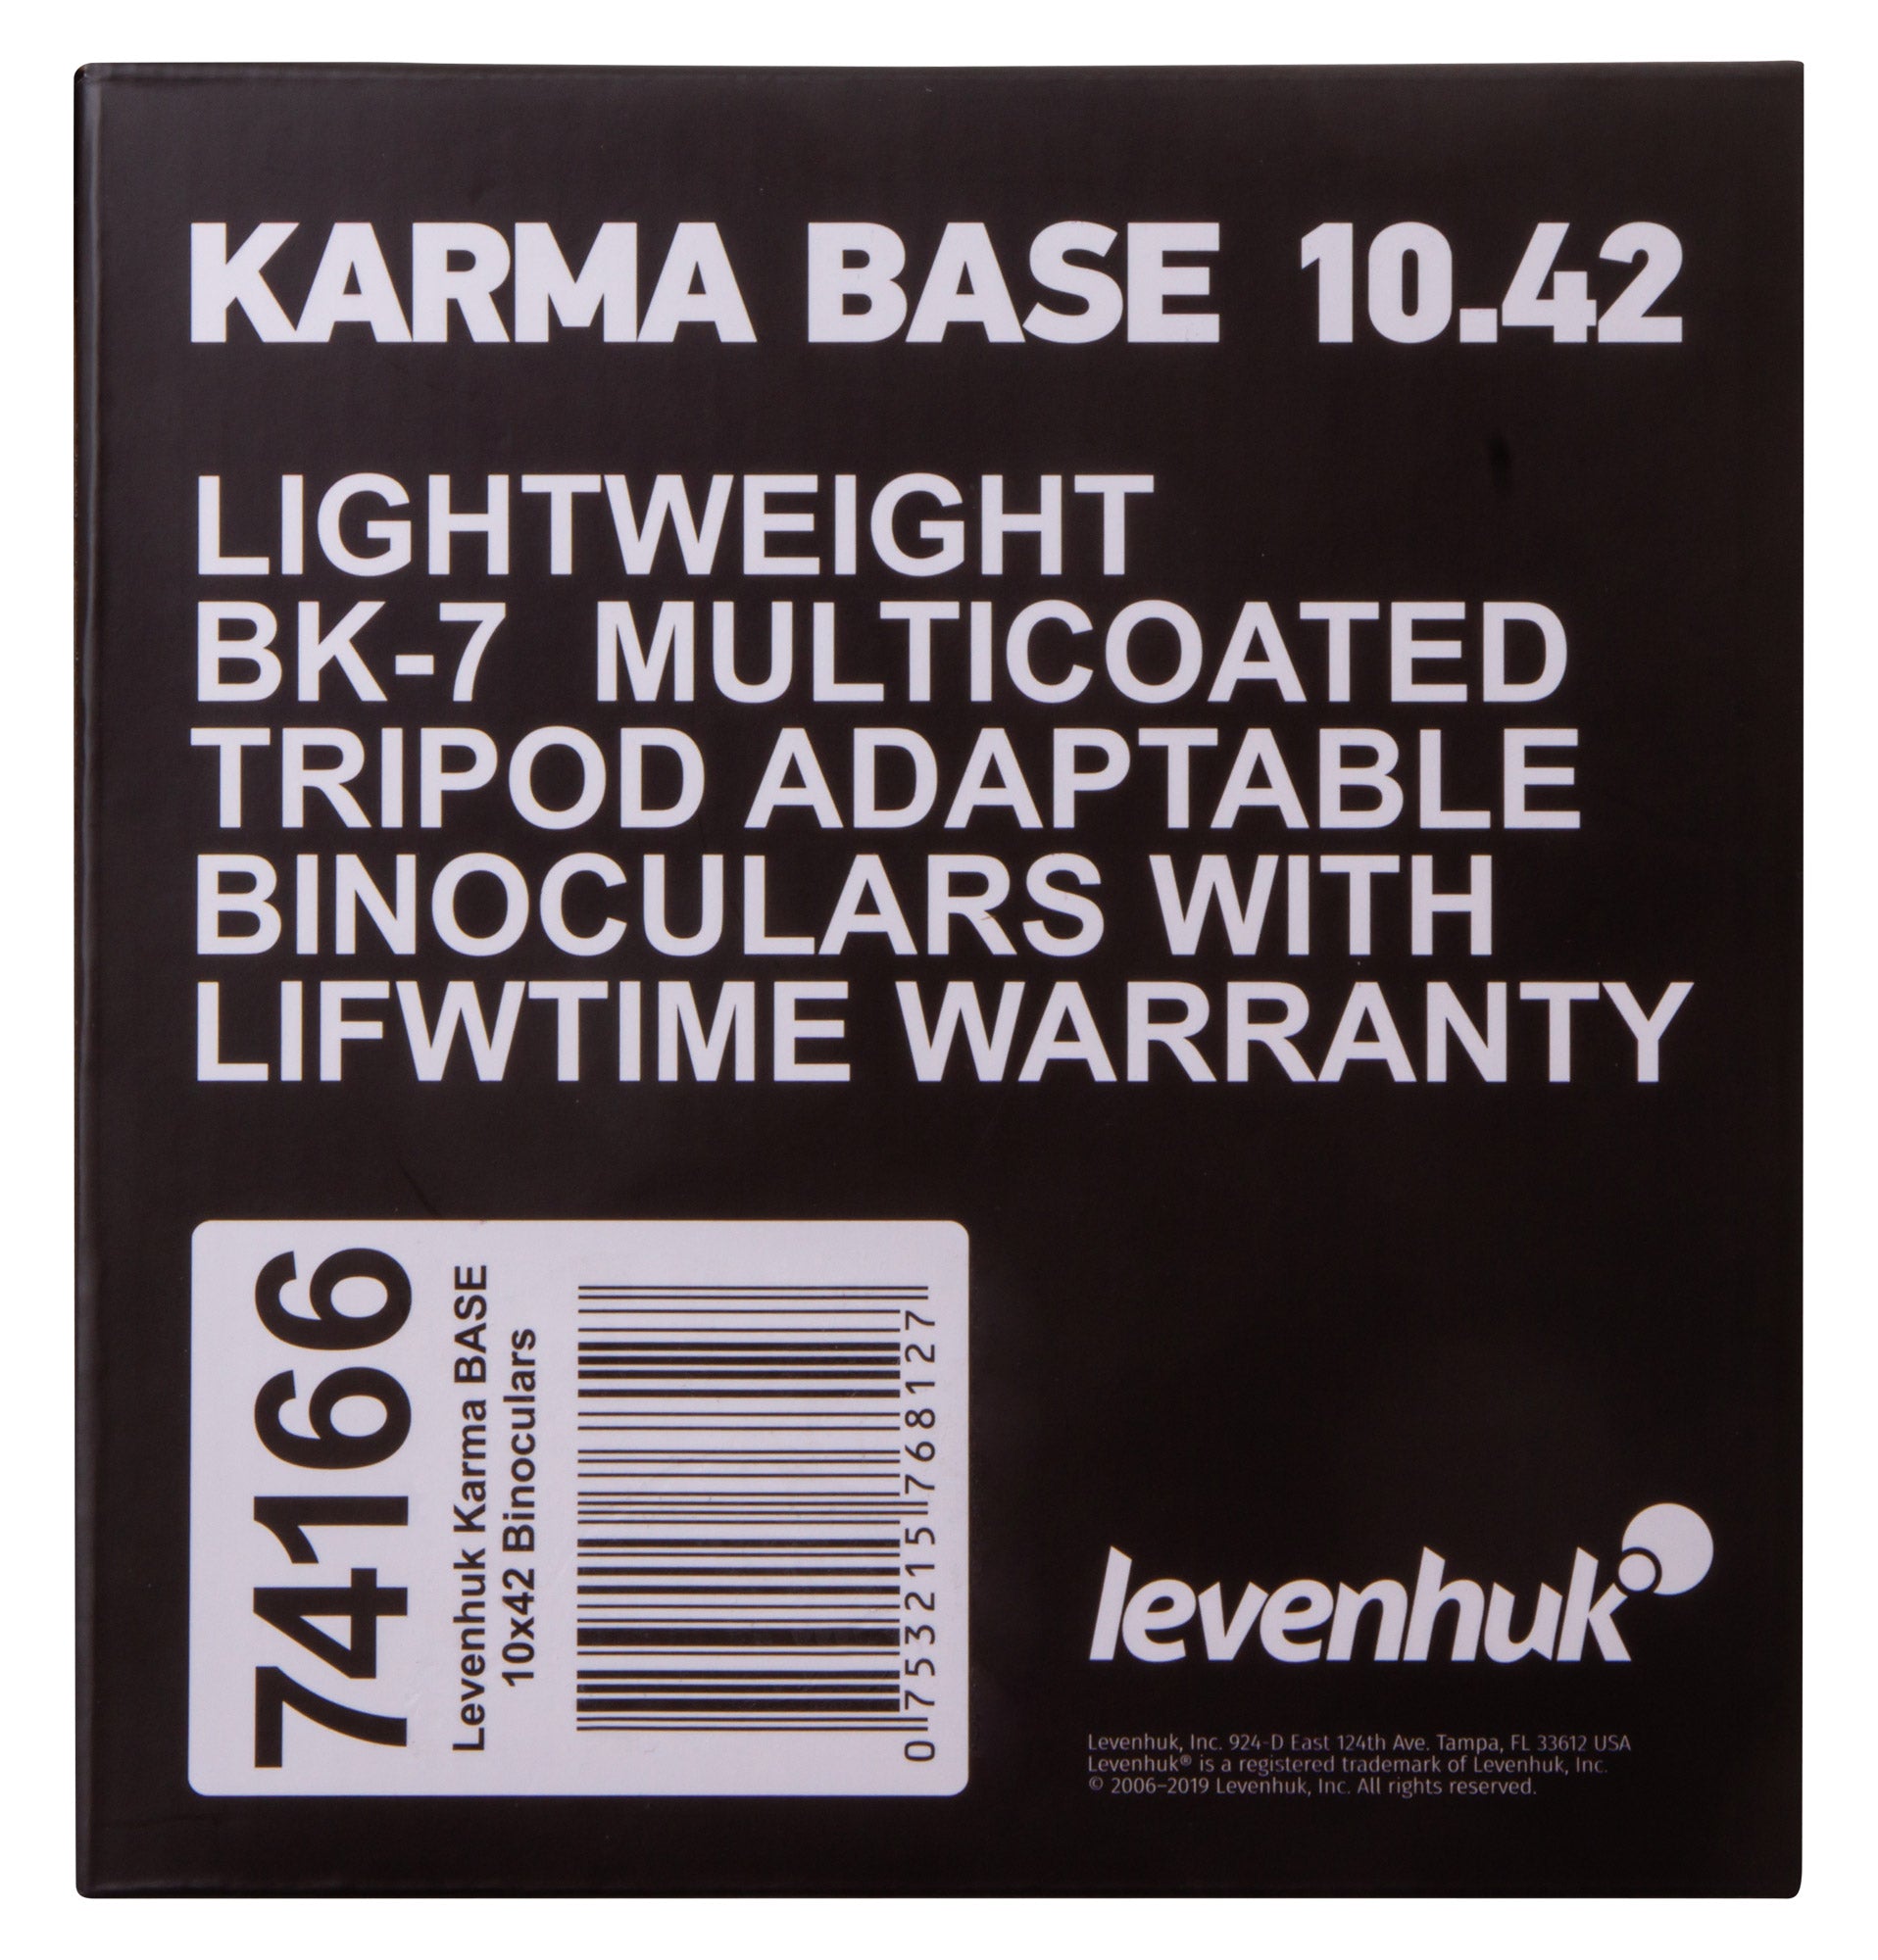 KARMA BASE 10.42
LIGHTWEIGHT
BK-7 MULTICOATED
TRIPOD ADAPTABLE
BINOCULARS WITH
LIFWTIME WARRANTY
74166
Levenhuk Karma BASE
10x42 Binoculars
0 753215 768127
levenhuk
Levenhuk, Inc. 924-D East 124th Ave. Tampa, FL 33612 USA
Levenhuk® is a registered trademark of Levenhuk, Inc.
© 2006–2019 Levenhuk, Inc. All rights reserved.